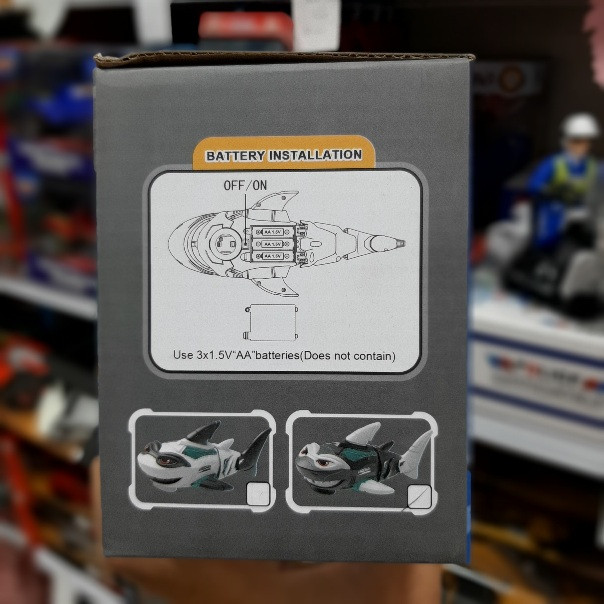 BATTERY INSTALLATION
OFF/ON
AA 1.5V
AA 1.5V
AA 1.5V
Use 3x1.5V"AA"batteries(Does not contain)